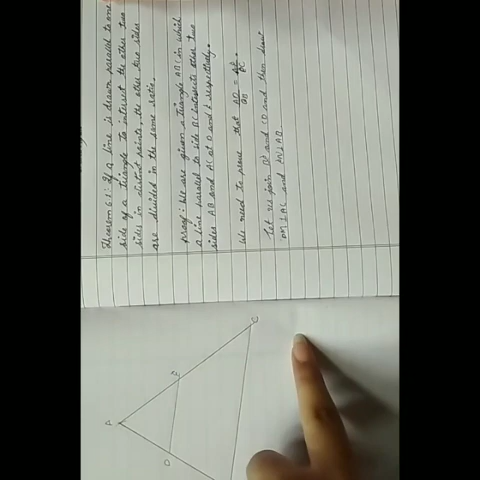 Theorem 6.1: If a line is drawn parallel to one
side of a triangle to intersect the other two
sides in distinct points, the other two sides
are divided in the same ratio.
proof: We are given a triangle ABC in which
a line parallel to side BC intersects other two
sides AB and AC at D and E respectively.
We need to prove that AD/DB = AE/EC.
Let us join BE and CD and then draw
DM ⊥ AC and EN ⊥ AB.
A
D
E
C